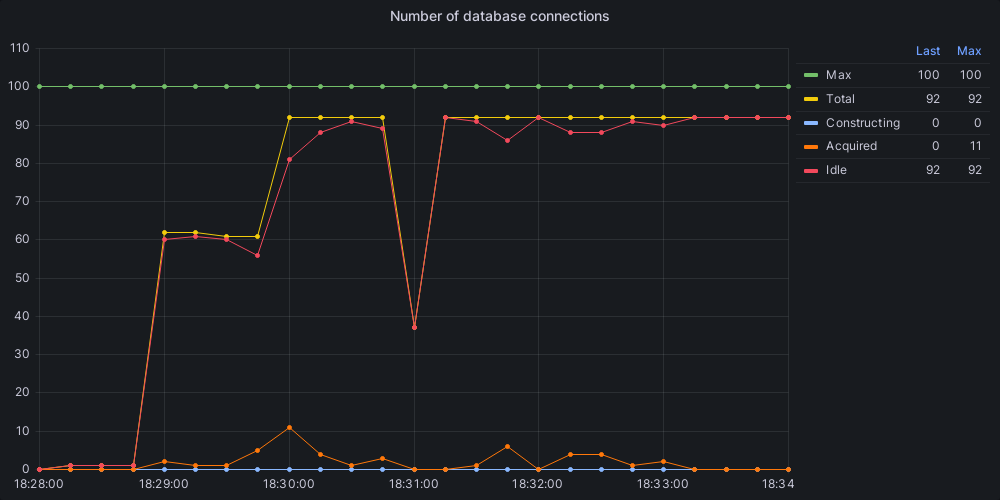 Number of database connections
110
100
90
80
70
60
50
40
30
20
10
0
18:28:00 18:29:00 18:30:00 18:31:00 18:32:00 18:33:00 18:34
Last Max
Max 100 100
Total 92 92
Constructing 0 0
Acquired 0 11
Idle 92 92